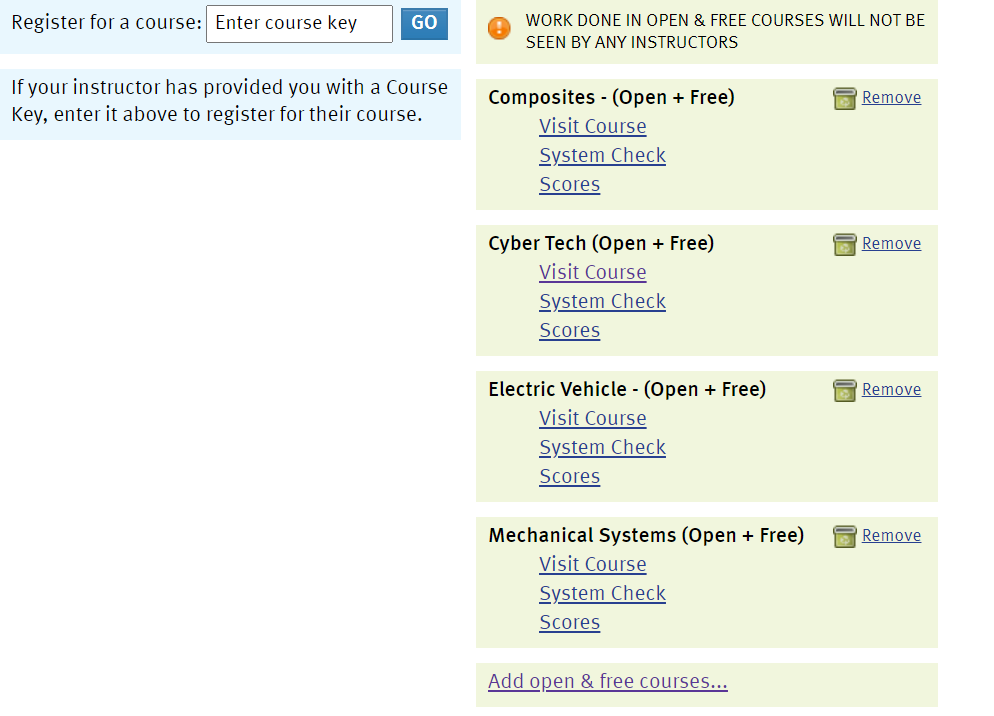 Register for a course: Enter course key GO
If your instructor has provided you with a Course
Key, enter it above to register for their course.
WORK DONE IN OPEN & FREE COURSES WILL NOT BE
SEEN BY ANY INSTRUCTORS
Composites - (Open + Free) Remove
Visit Course
System Check
Scores
Cyber Tech (Open + Free) Remove
Visit Course
System Check
Scores
Electric Vehicle - (Open + Free) Remove
Visit Course
System Check
Scores
Mechanical Systems (Open + Free) Remove
Visit Course
System Check
Scores
Add open & free courses...